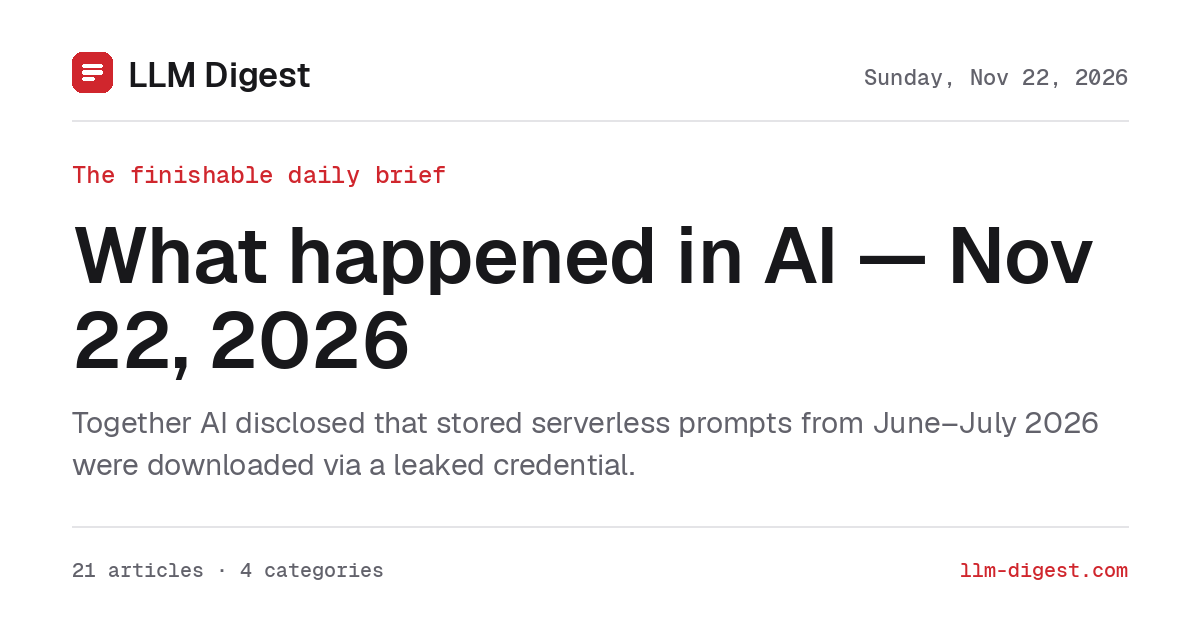 LLM Digest
Sunday, Nov 22, 2026
The finishable daily brief
What happened in AI — Nov
22, 2026
Together AI disclosed that stored serverless prompts from June–July 2026
were downloaded via a leaked credential.
21 articles · 4 categories
llm-digest.com